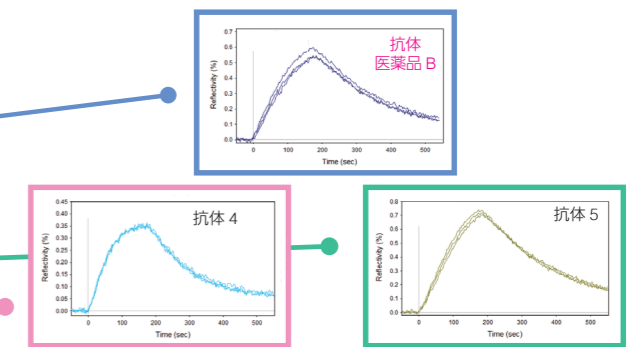 抗体
医薬品 B
Reflectivity (%)
0.7
0.6
0.5
0.4
0.3
0.2
0.1
0.0
0 100 200 300 400 500
Time (sec)
抗体 4
Reflectivity (%)
0.45
0.40
0.35
0.30
0.25
0.20
0.15
0.10
0.05
0.00
0 100 200 300 400 500
Time (sec)
抗体 5
Reflectivity (%)
0.8
0.7
0.6
0.5
0.4
0.3
0.2
0.1
0.0
0 100 200 300 400 500
Time (sec)